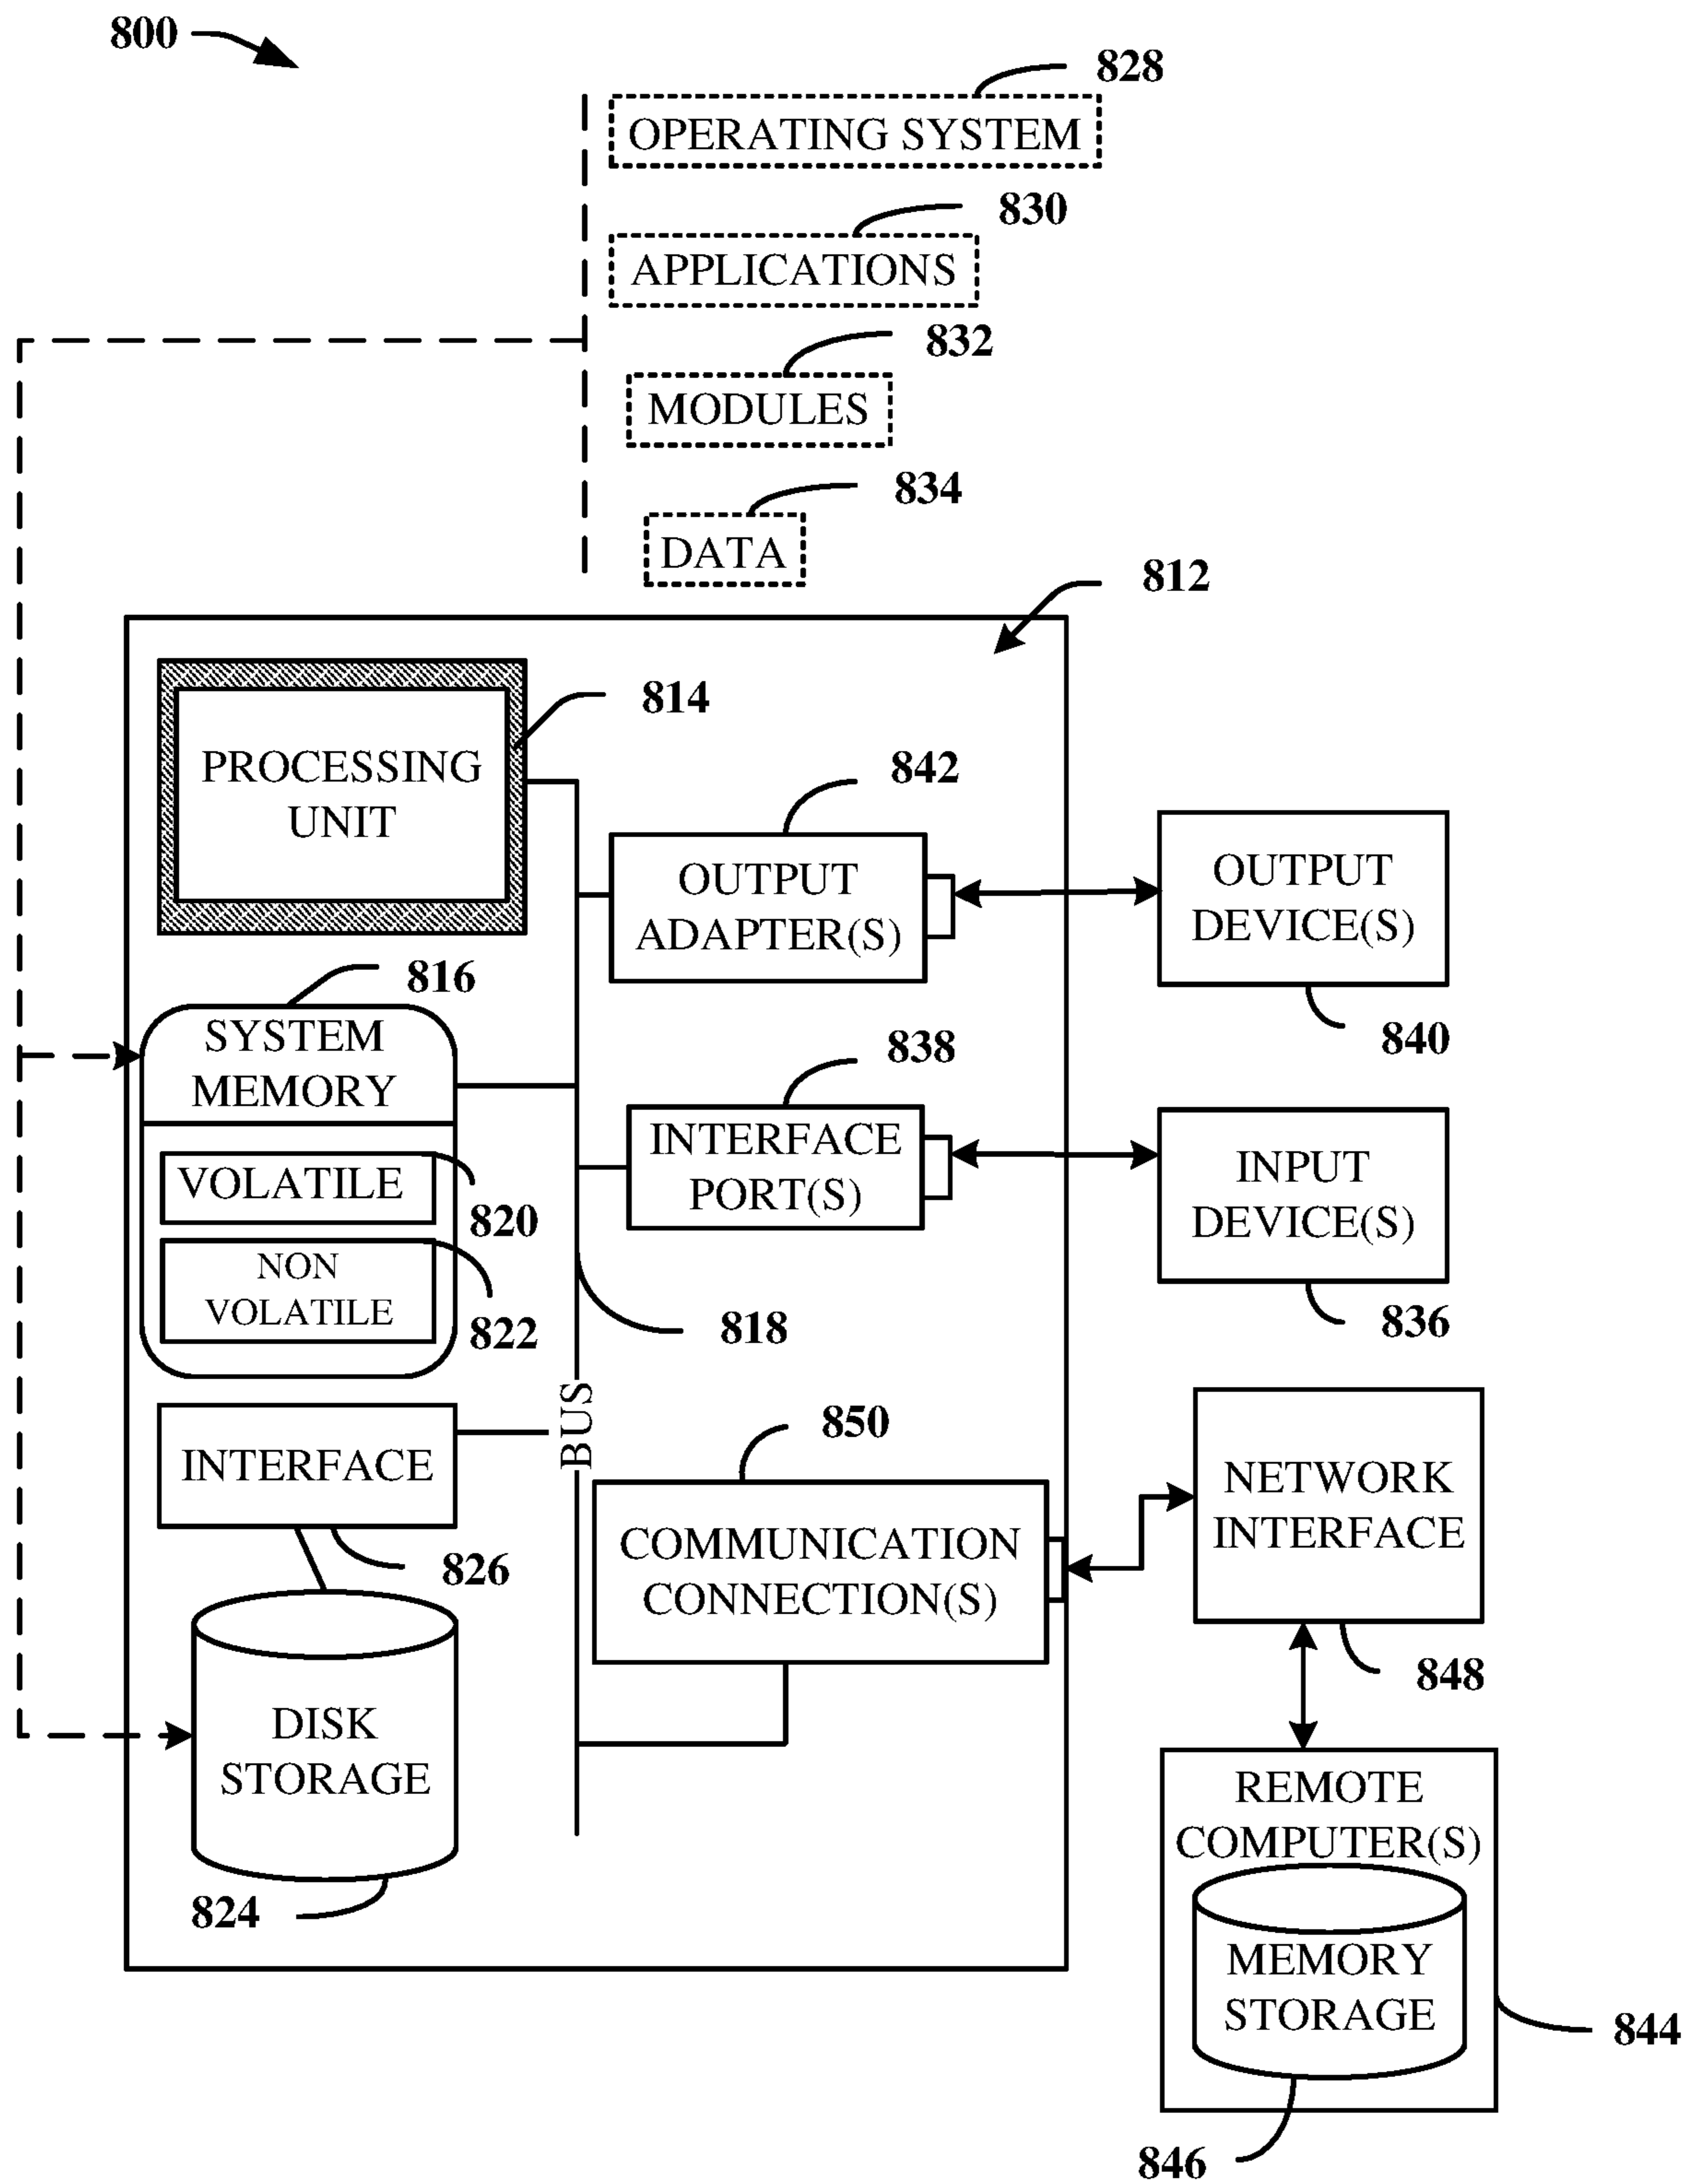 800
828
OPERATING SYSTEM
830
APPLICATIONS
832
MODULES
834
DATA
812
814
PROCESSING
UNIT
842
OUTPUT
ADAPTER(S)
OUTPUT
DEVICE(S)
840
816
SYSTEM
MEMORY
838
INTERFACE
PORT(S)
INPUT
DEVICE(S)
836
VOLATILE
820
NON
VOLATILE
822
818
BUS
INTERFACE
826
850
COMMUNICATION
CONNECTION(S)
NETWORK
INTERFACE
848
DISK
STORAGE
824
REMOTE
COMPUTER(S)
MEMORY
STORAGE
844
846